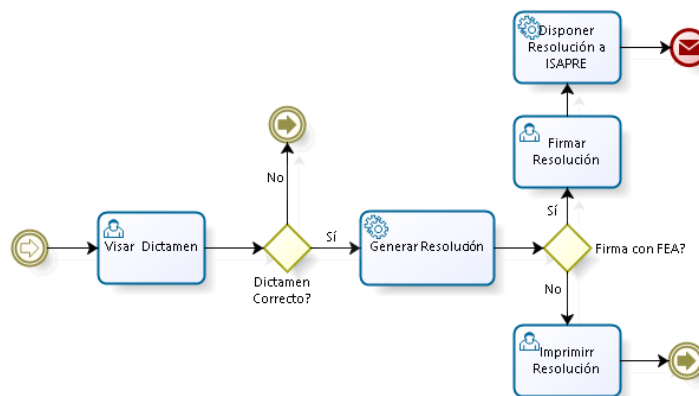 Disponer
Resolución a
ISAPRE
Firmar
Resolución
No
Sí
Visar Dictamen
Sí
Generar Resolución
Firma con FEA?
Dictamen
Correcto?
No
Imprimirr
Resolución